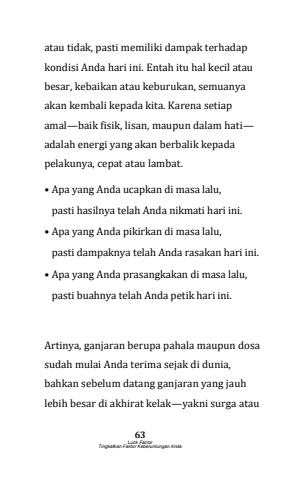 atau tidak, pasti memiliki dampak terhadap
kondisi Anda hari ini. Entah itu hal kecil atau
besar, kebaikan atau keburukan, semuanya
akan kembali kepada kita. Karena setiap
amal—baik fisik, lisan, maupun dalam hati—
adalah energi yang akan berbalik kepada
pelakunya, cepat atau lambat.
• Apa yang Anda ucapkan di masa lalu,
pasti hasilnya telah Anda nikmati hari ini.
• Apa yang Anda pikirkan di masa lalu,
pasti dampaknya telah Anda rasakan hari ini.
• Apa yang Anda prasangkakan di masa lalu,
pasti buahnya telah Anda petik hari ini.
Artinya, ganjaran berupa pahala maupun dosa
sudah mulai Anda terima sejak di dunia,
bahkan sebelum datang ganjaran yang jauh
lebih besar di akhirat kelak—yakni surga atau
63
Luck Factor
Tingkatkan Faktor Keberuntungan Anda